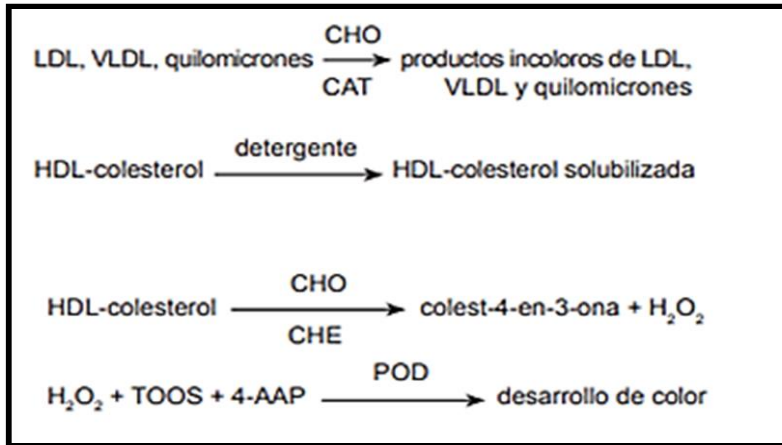 CHO
LDL, VLDL, quilomicrones → productos incoloros de LDL,
CAT VLDL y quilomicrones
detergente
HDL-colesterol → HDL-colesterol solubilizada
CHO
HDL-colesterol → colest-4-en-3-ona + H₂O₂
CHE
POD
H₂O₂ + TOOS + 4-AAP → desarrollo de color